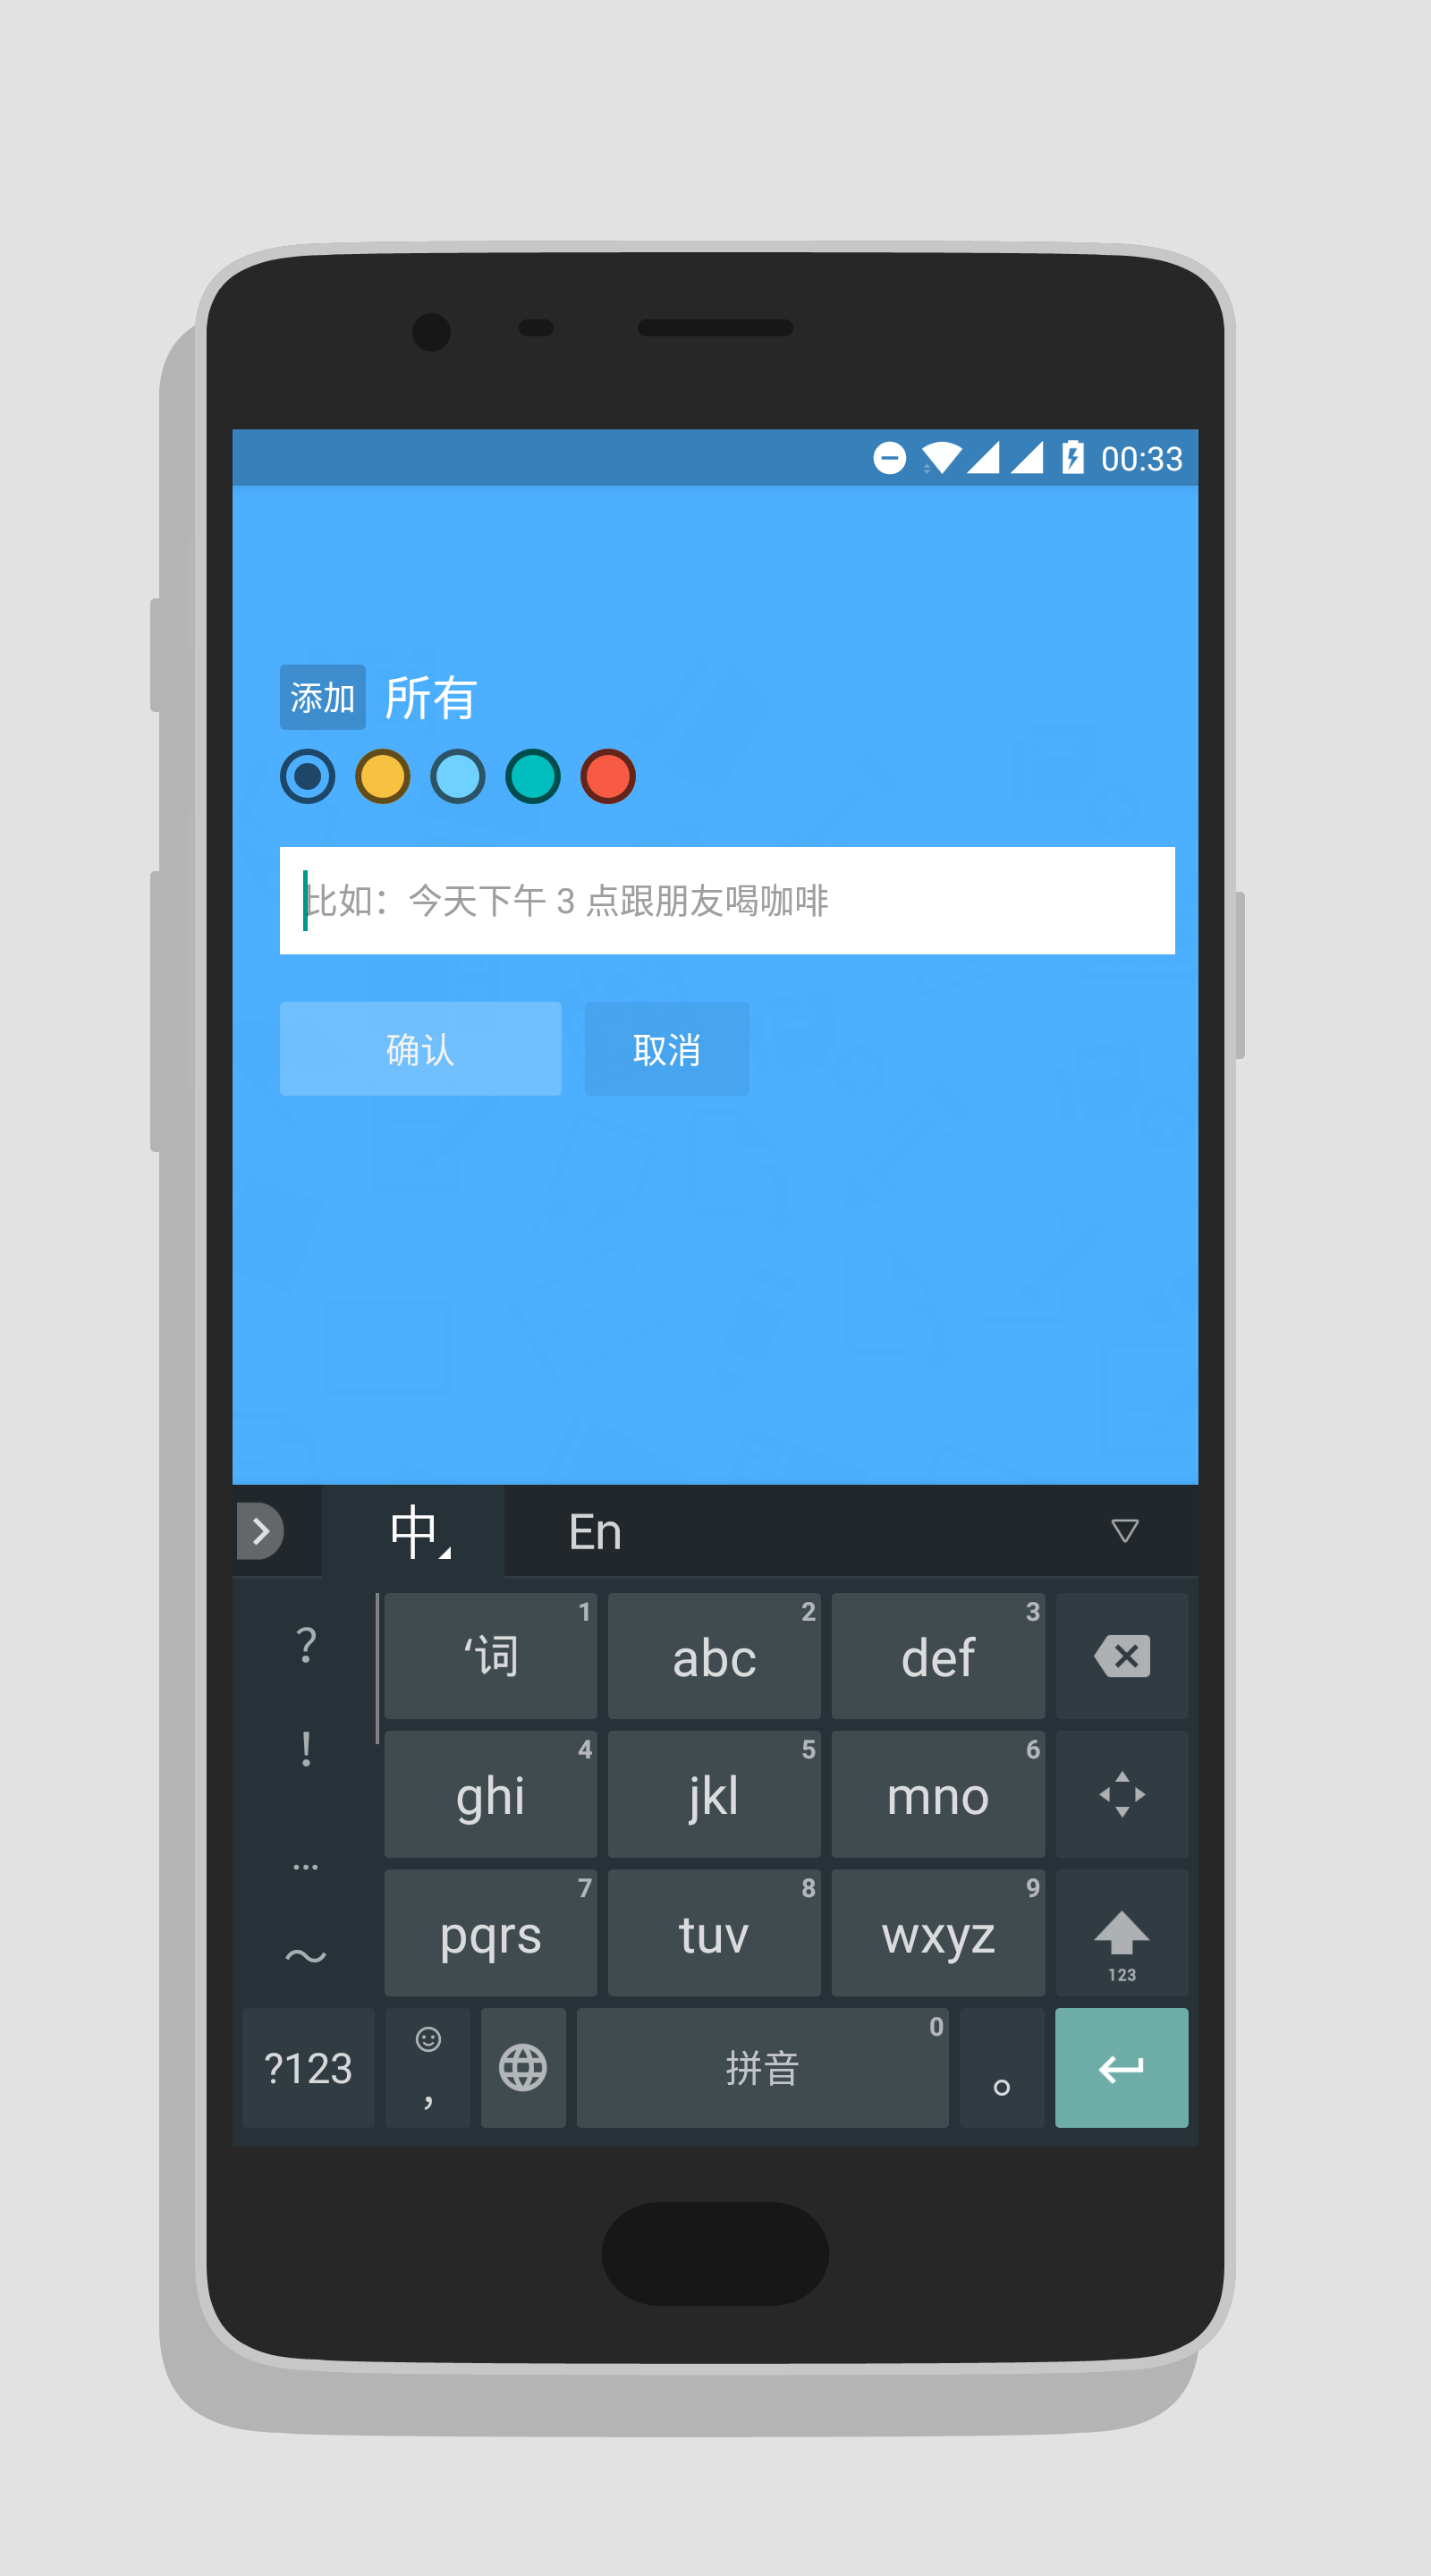 00:33
添加 所有
比如：今天下午 3 点跟朋友喝咖啡
确认 取消
中 En
？ 1 ‘词 2 abc 3 def
！ 4 ghi 5 jkl 6 mno
… 7 pqrs 8 tuv 9 wxyz
～ 123
?123 ， 拼音 0 。